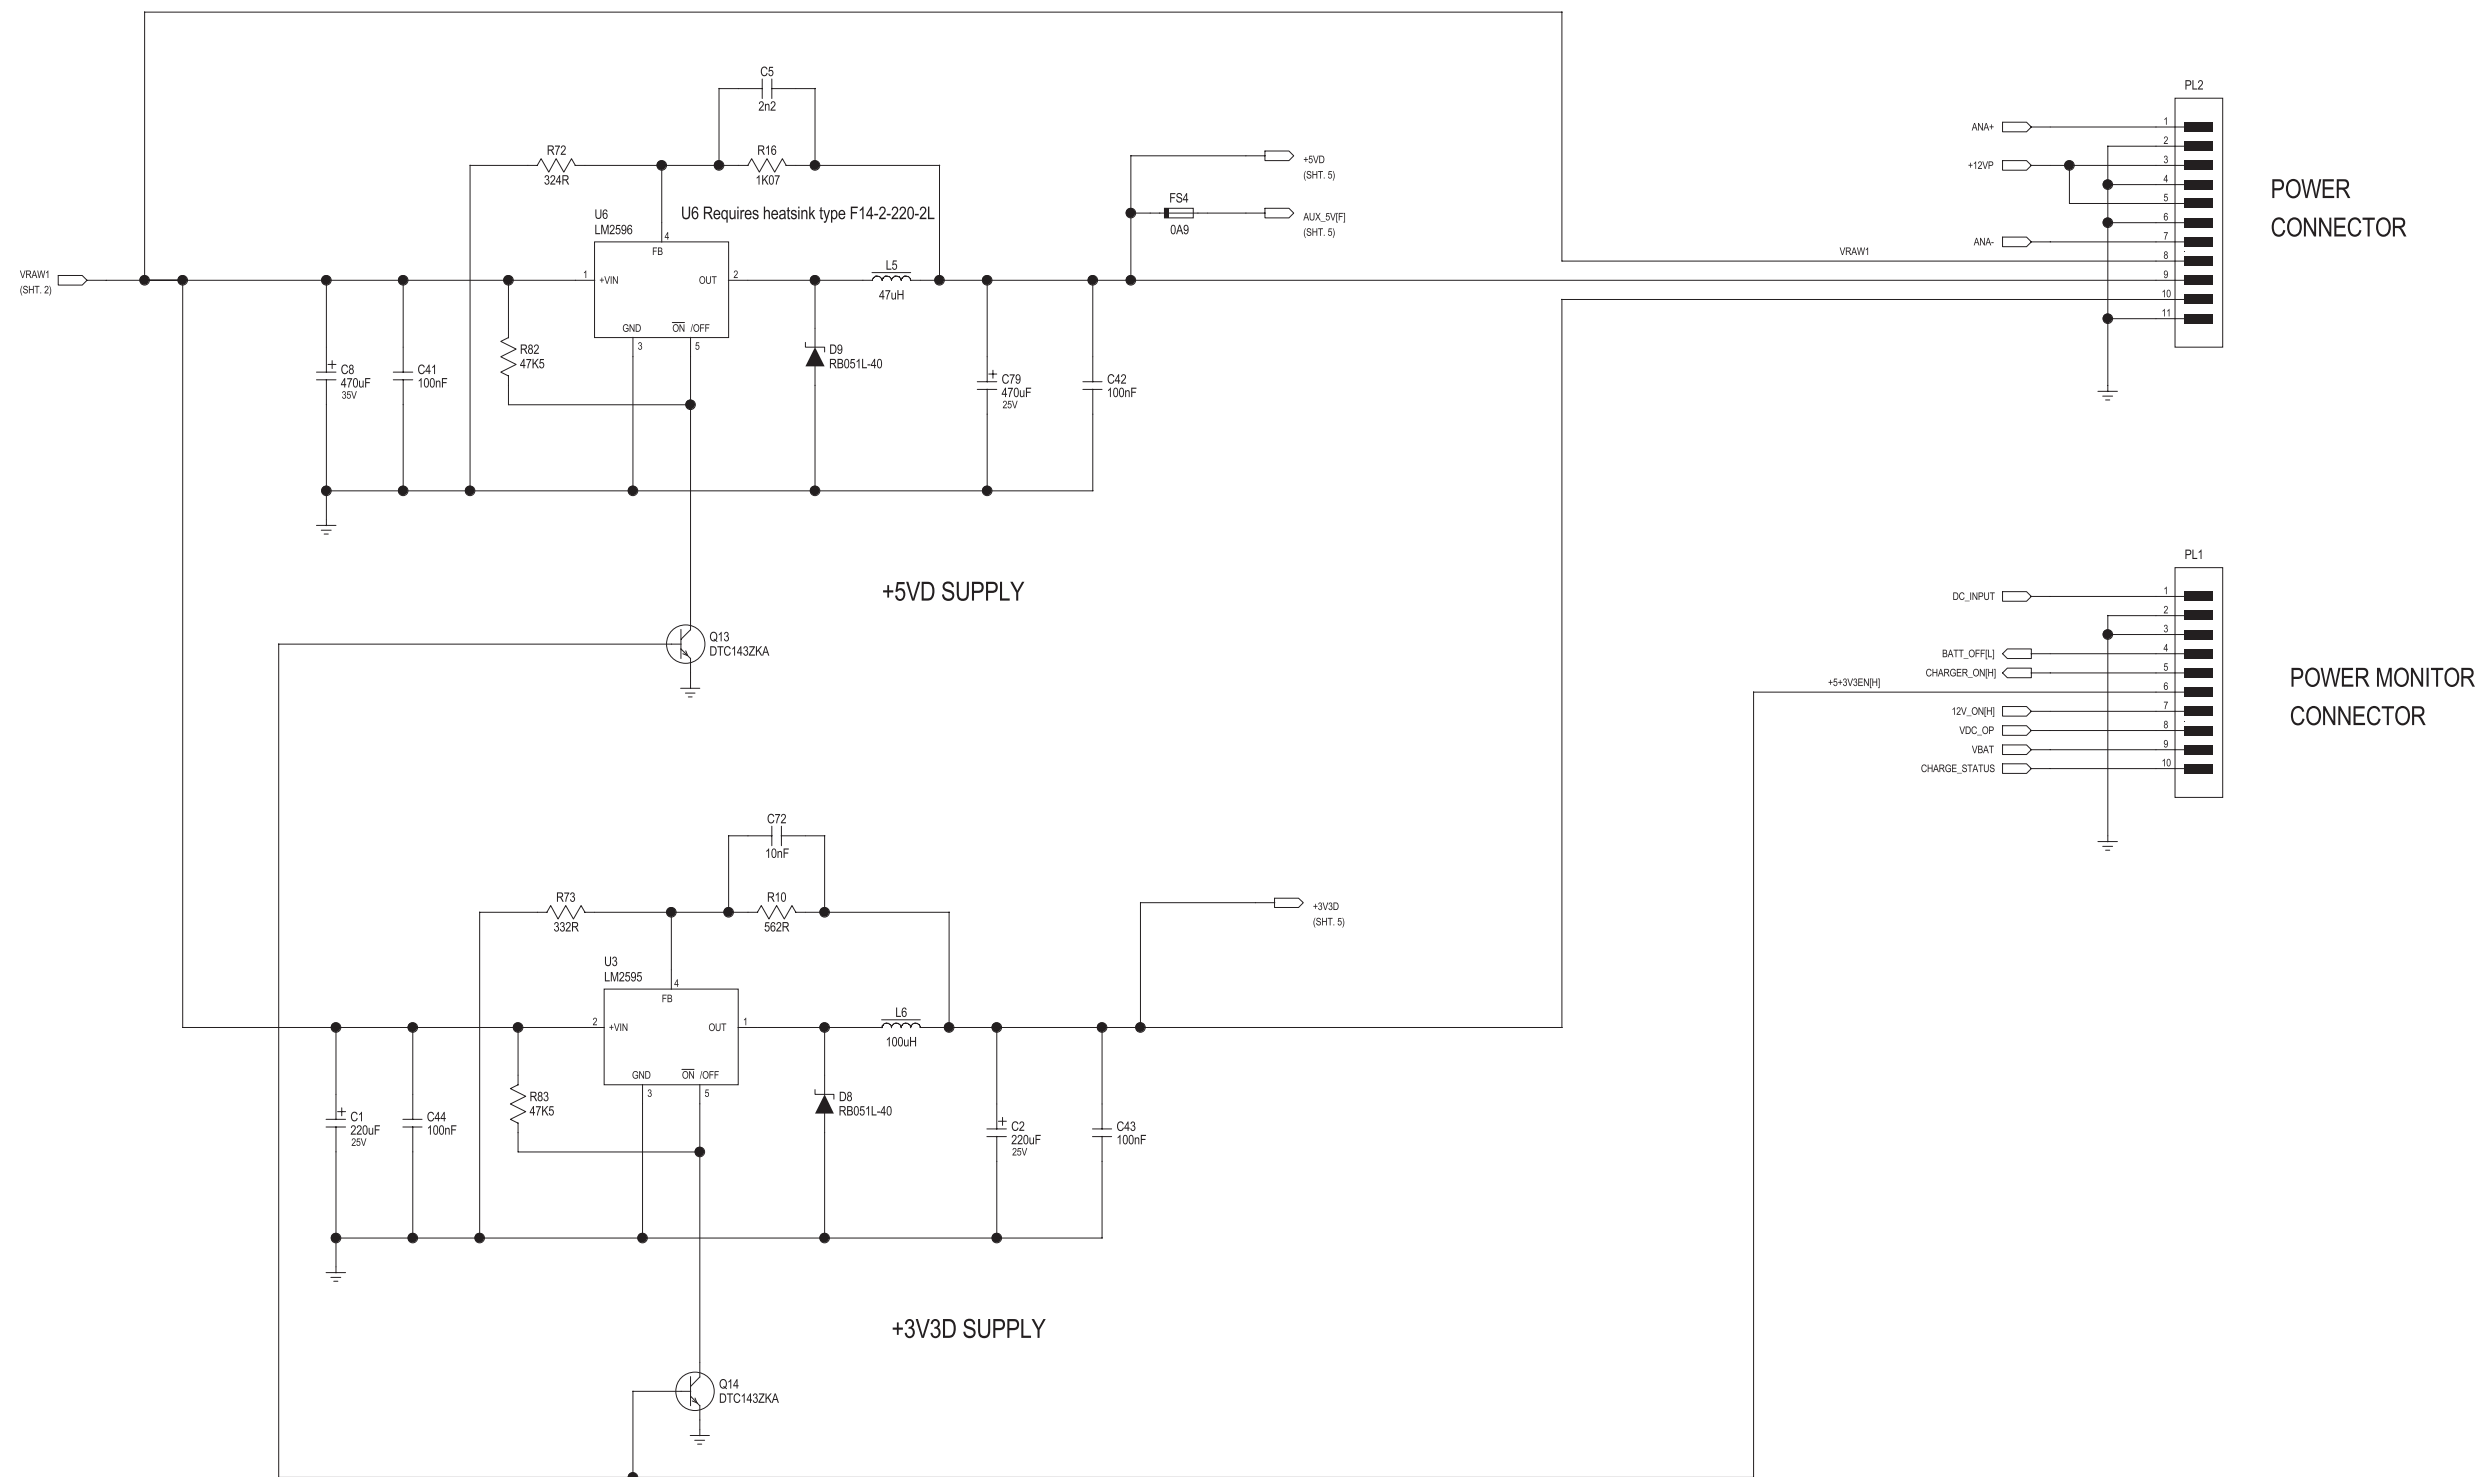 C5
2n2
R72
324R
R16
1K07
U6 Requires heatsink type F14-2-220-2L
U6
LM2596
4
FB
1
+VIN
OUT
2
GND
ON /OFF
3
5
VRAW1
(SHT. 2)
C8
470uF
35V
C41
100nF
R82
47K5
D9
RB051L-40
L5
47uH
C79
470uF
25V
C42
100nF
+5VD
(SHT. 5)
FS4
0A9
AUX_5V[F]
(SHT. 5)
+5VD SUPPLY
Q13
DTC143ZKA
PL2
ANA+
+12VP
ANA-
VRAW1
1
2
3
4
5
6
7
8
9
10
11
POWER
CONNECTOR
PL1
DC_INPUT
BATT_OFF[L]
CHARGER_ON[H]
+5+3V3EN[H]
12V_ON[H]
VDC_OP
VBAT
CHARGE_STATUS
1
2
3
4
5
6
7
8
9
10
POWER MONITOR
CONNECTOR
C72
10nF
R73
332R
R10
562R
U3
LM2595
4
FB
2
+VIN
OUT
1
GND
ON /OFF
3
5
C1
220uF
25V
C44
100nF
R83
47K5
D8
RB051L-40
L6
100uH
C2
220uF
25V
C43
100nF
+3V3D
(SHT. 5)
+3V3D SUPPLY
Q14
DTC143ZKA